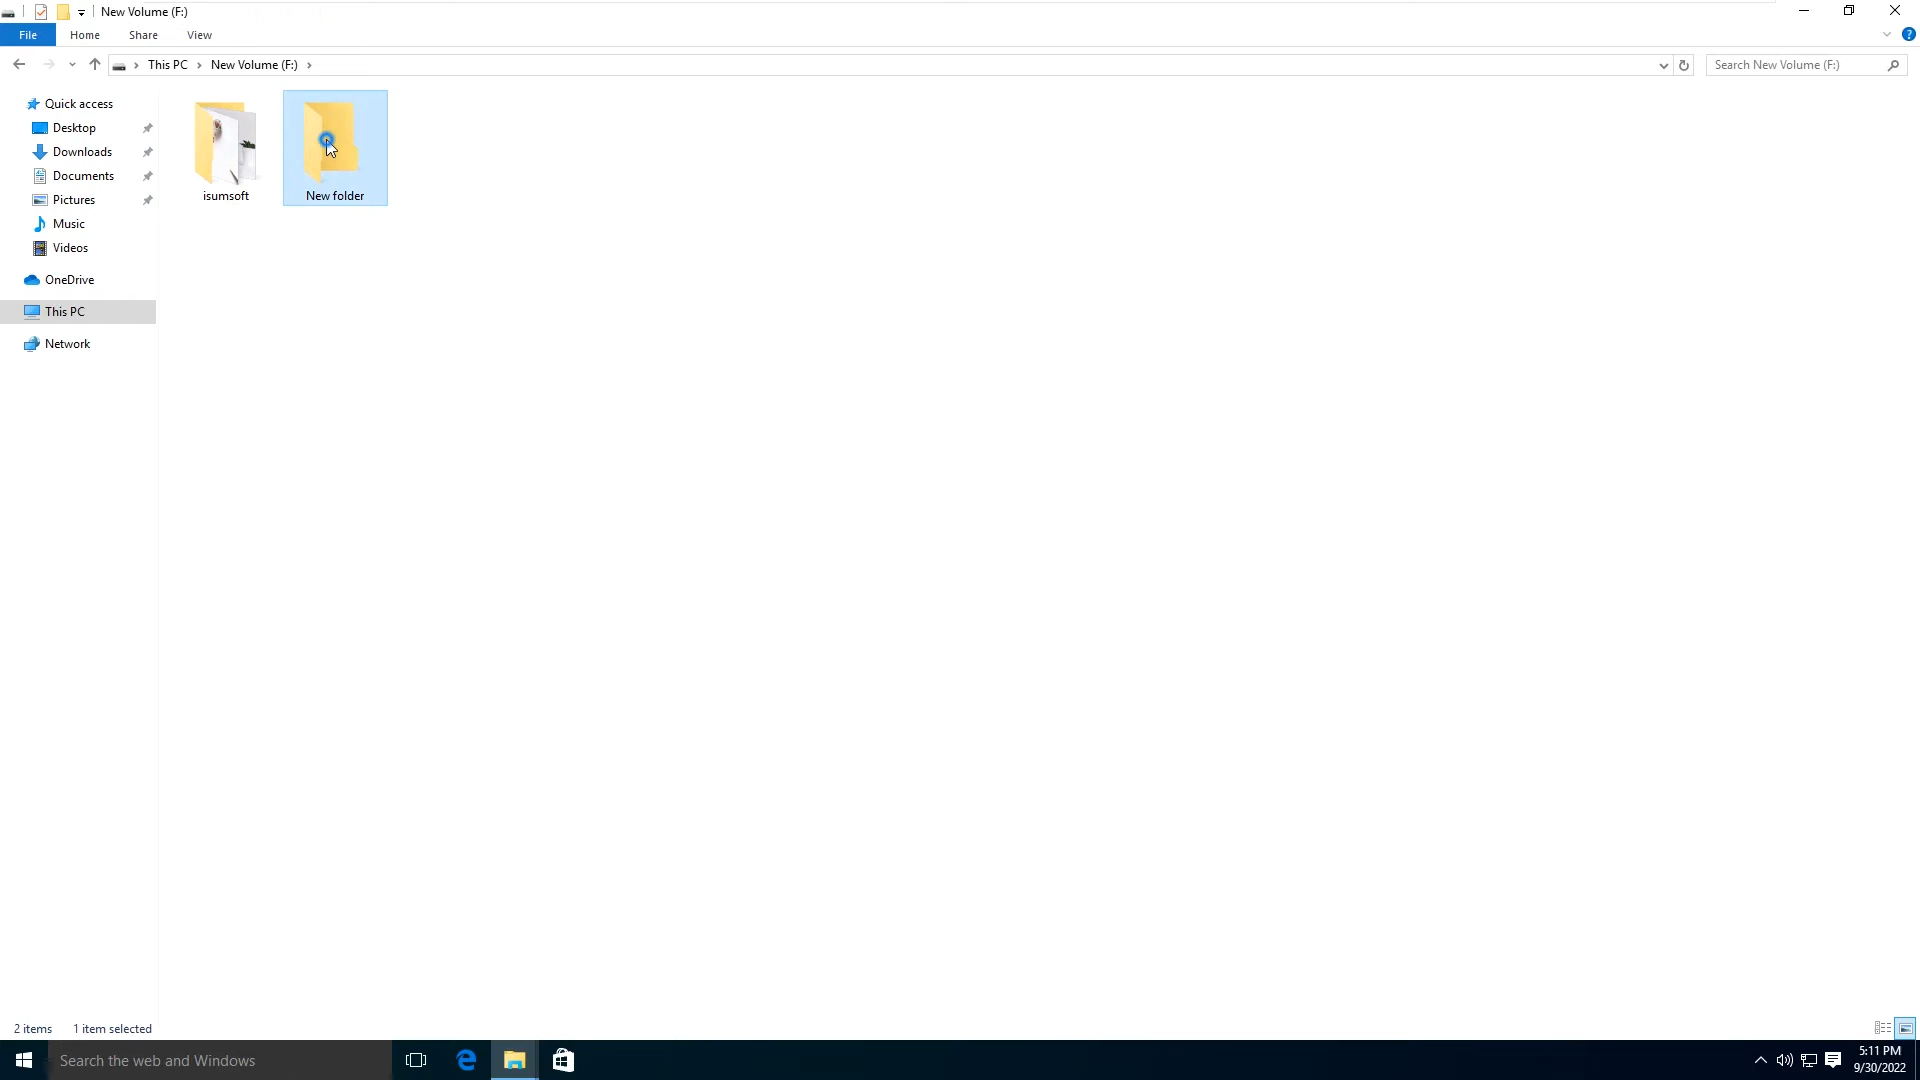 New Volume (F:)
File Home Share View
This PC New Volume (F:)
Search New Volume (F:)
Quick access
Desktop
Downloads
Documents
Pictures
Music
Videos
OneDrive
This PC
Network
isumsoft
New folder
2 items 1 item selected
Search the web and Windows
5:11 PM
9/30/2022